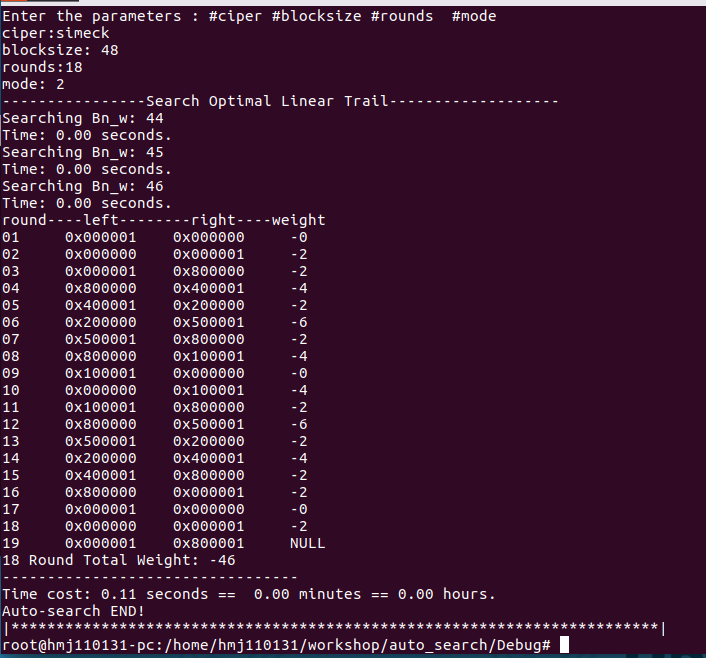 Enter the parameters : #ciper #blocksize #rounds  #mode
ciper:simeck
blocksize: 48
rounds:18
mode: 2
----------------Search Optimal Linear Trail-------------------
Searching Bn_w: 44
Time: 0.00 seconds.
Searching Bn_w: 45
Time: 0.00 seconds.
Searching Bn_w: 46
Time: 0.00 seconds.
round----left--------right----weight
01     0x000001    0x000000     -0
02     0x000000    0x000001     -2
03     0x000001    0x800000     -2
04     0x800000    0x400001     -4
05     0x400001    0x200000     -2
06     0x200000    0x500001     -6
07     0x500001    0x800000     -2
08     0x800000    0x100001     -4
09     0x100001    0x000000     -0
10     0x000000    0x100001     -4
11     0x100001    0x800000     -2
12     0x800000    0x500001     -6
13     0x500001    0x200000     -2
14     0x200000    0x400001     -4
15     0x400001    0x800000     -2
16     0x800000    0x000001     -2
17     0x000001    0x000000     -0
18     0x000000    0x000001     -2
19     0x000000    0x800001     NULL
18 Round Total Weight: -46
---------------------------------
Time cost: 0.11 seconds ==  0.00 minutes == 0.00 hours.
Auto-search END!
|************************************************************************|
root@hmj110131-pc:/home/hmj110131/workshop/auto_search/Debug#